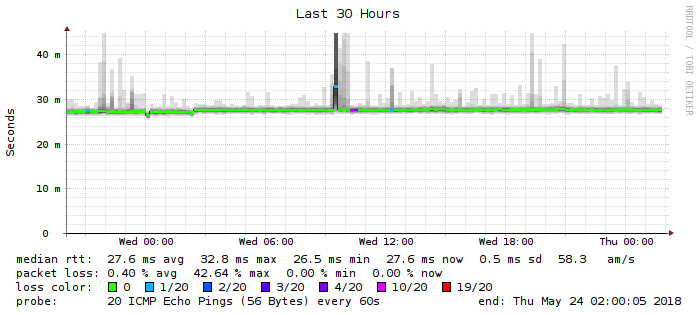 Last 30 Hours
RRDTOOL / TOBI OETIKER
Seconds
40 m
30 m
20 m
10 m
0
Wed 00:00 Wed 06:00 Wed 12:00 Wed 18:00 Thu 00:00
median rtt: 27.6 ms avg 32.8 ms max 26.5 ms min 27.6 ms now 0.5 ms sd 58.3 am/s
packet loss: 0.40 % avg 42.64 % max 0.00 % min 0.00 % now
loss color: 0 1/20 2/20 3/20 4/20 10/20 19/20
probe: 20 ICMP Echo Pings (56 Bytes) every 60s end: Thu May 24 02:00:05 2018